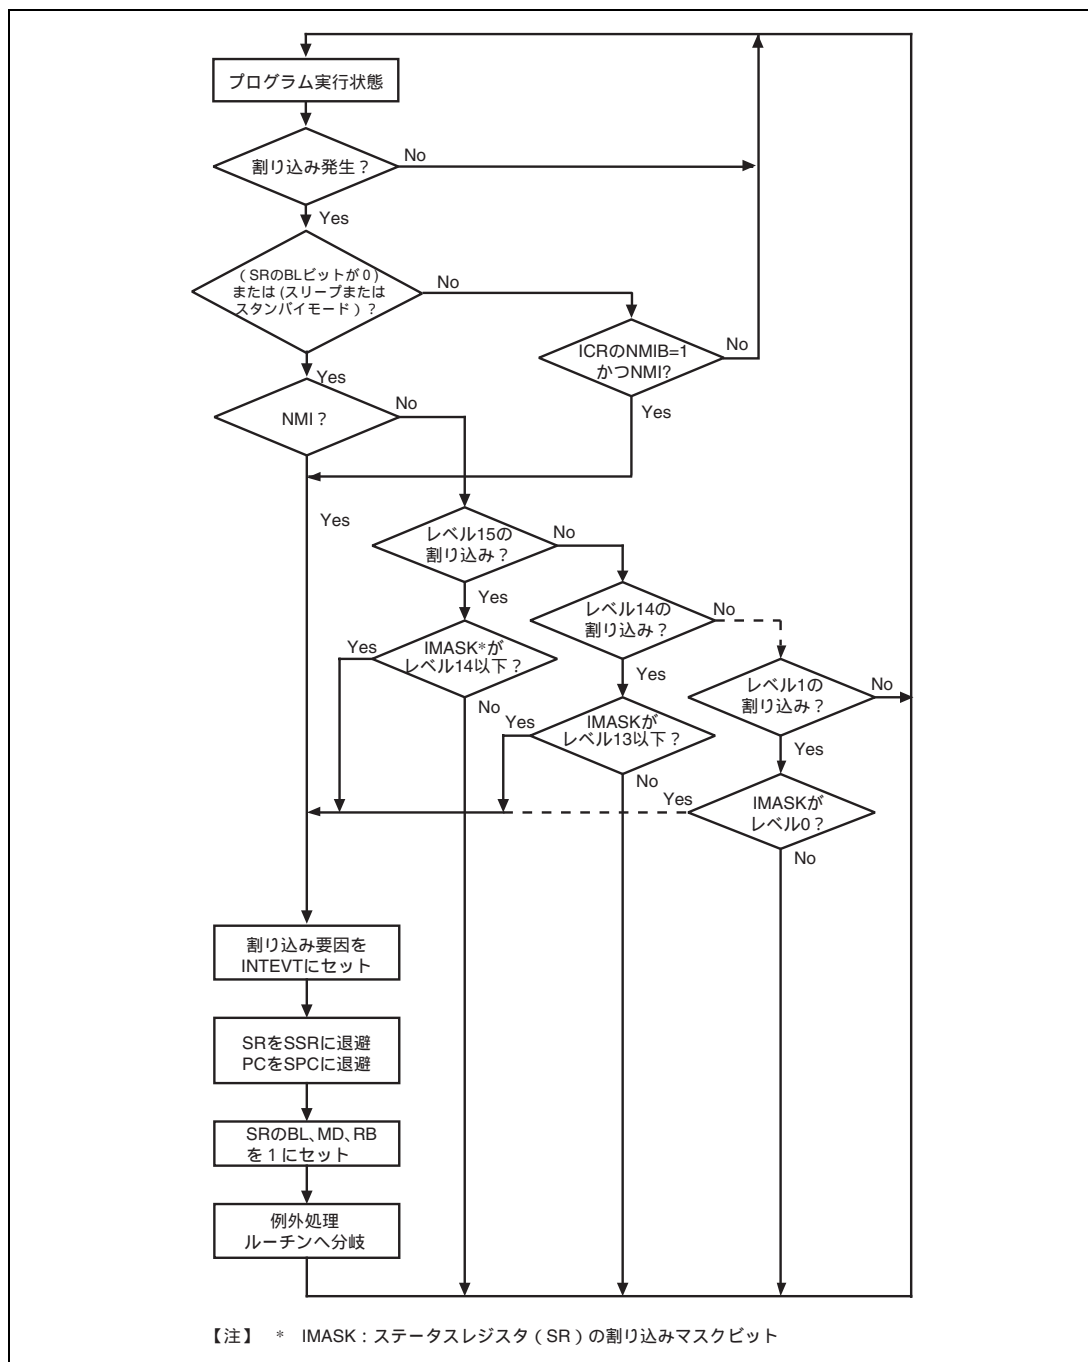 プログラム実行状態
割り込み発生？
No
Yes
（SRのBLビットが０）
または（スリープまたは
スタンバイモード）？
No
Yes
ICRのNMIB=1
かつNMI?
No
Yes
NMI？
No
Yes
レベル15の
割り込み？
No
Yes
レベル14の
割り込み？
No
Yes
IMASK*が
レベル14以下？
Yes
No
レベル1の
割り込み？
No
Yes
IMASKが
レベル13以下？
Yes
No
IMASKが
レベル0？
Yes
No
割り込み要因を
INTEVTにセット
SRをSSRに退避
PCをSPCに退避
SRのBL、MD、RB
を１にセット
例外処理
ルーチンへ分岐
【注】 * IMASK：ステータスレジスタ（SR）の割り込みマスクビット